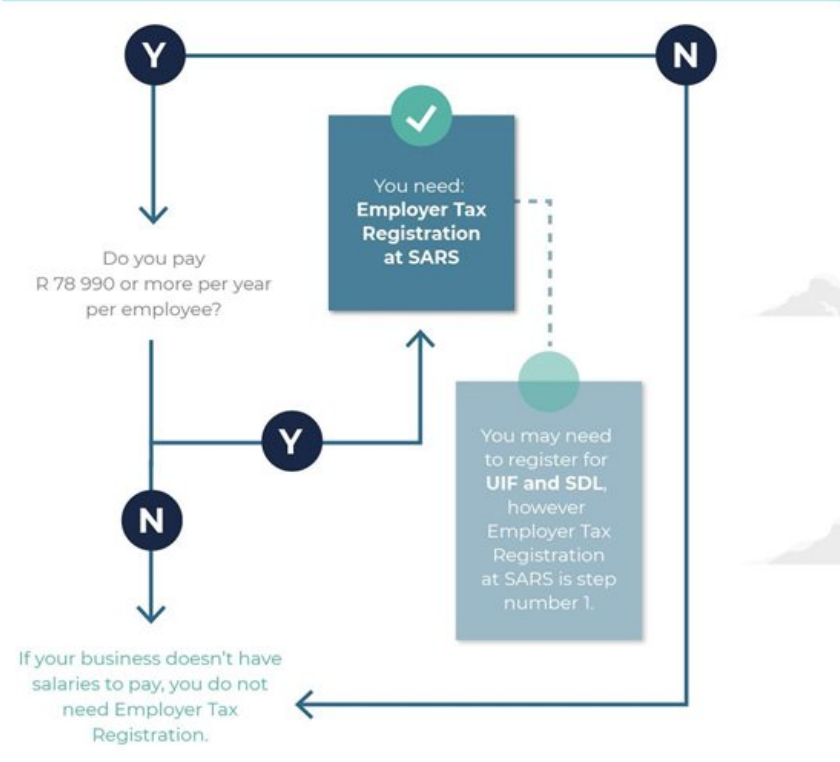 Y
N
You need:
Employer Tax
Registration
at SARS
Do you pay
R 78 990 or more per year
per employee?
Y
You may need
to register for
UIF and SDL,
however
Employer Tax
Registration
at SARS is step
number 1.
N
If your business doesn't have
salaries to pay, you do not
need Employer Tax
Registration.